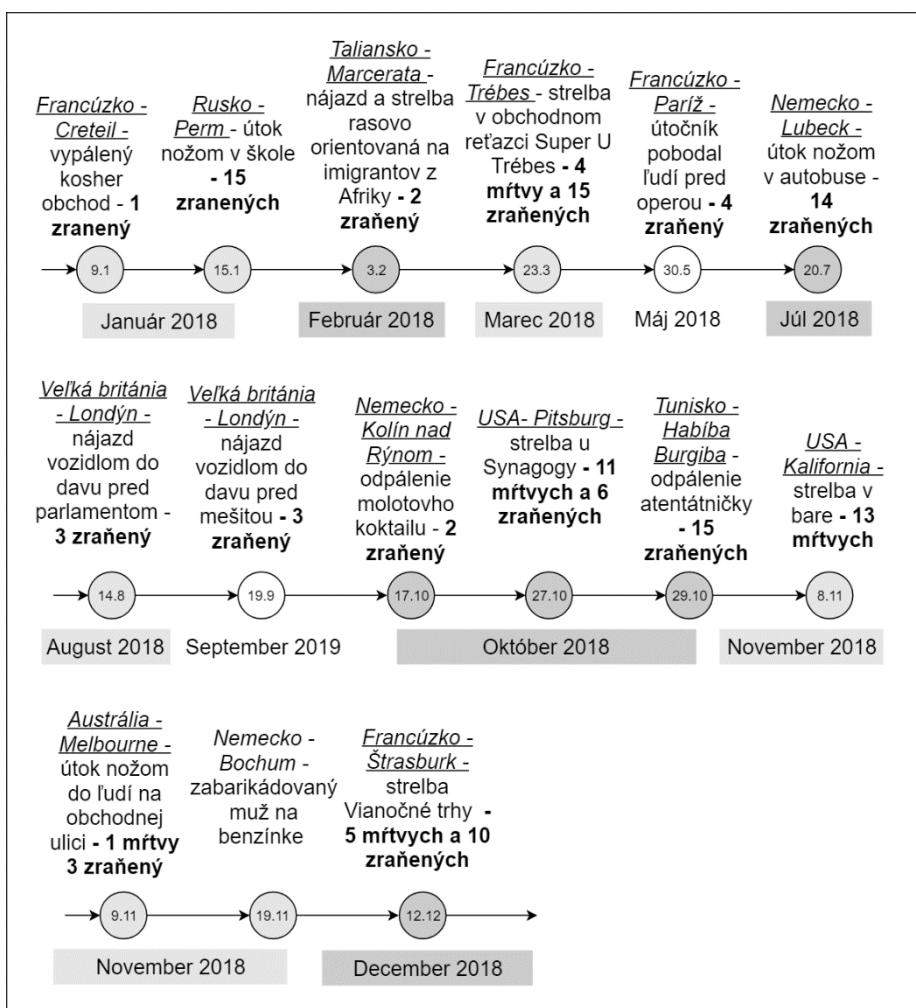 Francúzko -
Creteil -
vypálený
kosher
obchod - 1
zranený
Rusko -
Perm - útok
nožom v škole
- 15
zranených
Taliansko -
Marcerata -
nájazd a strelba
rasovo
orientovaná na
imigrantov z
Afriky - 2
zraňený
Francúzko -
Trébes - strelba
v obchodnom
reťazci Super U
Trébes - 4
mŕtvy a 15
zraňených
Francúzko -
Paríž -
útočník
pobodal
ľudí pred
operou - 4
zraňený
Nemecko -
Lubeck -
útok nožom
v autobuse -
14
zraňených
9.1
15.1
3.2
23.3
30.5
20.7
Január 2018
Február 2018
Marec 2018
Máj 2018
Júl 2018
Veľká británia
- Londýn -
nájazd
vozidlom do
davu pred
parlamentom -
3 zraňený
Veľká británia
- Londýn -
nájazd
vozidlom do
davu pred
mešitou - 3
zraňený
Nemecko -
Kolín nad
Rýnom -
odpálenie
molotovho
koktailu - 2
zraňený
USA- Pitsburg -
strelba u
Synagogy - 11
mŕtvych a 6
zraňených
Tunisko -
Habíba
Burgiba -
odpálenie
atentátničky
- 15
zraňených
USA -
Kalifornia -
strelba v
bare - 13
mŕtvych
14.8
19.9
17.10
27.10
29.10
8.11
August 2018
September 2019
Október 2018
November 2018
Austrália -
Melbourne -
útok nožom
do ľudí na
obchodnej
ulici - 1 mŕtvy
3 zraňený
Nemecko -
Bochum -
zabarikádovaný
muž na
benzínke
Francúzko -
Štrasburk -
strelba
Vianočné trhy -
5 mŕtvych a 10
zraňených
9.11
19.11
12.12
November 2018
December 2018